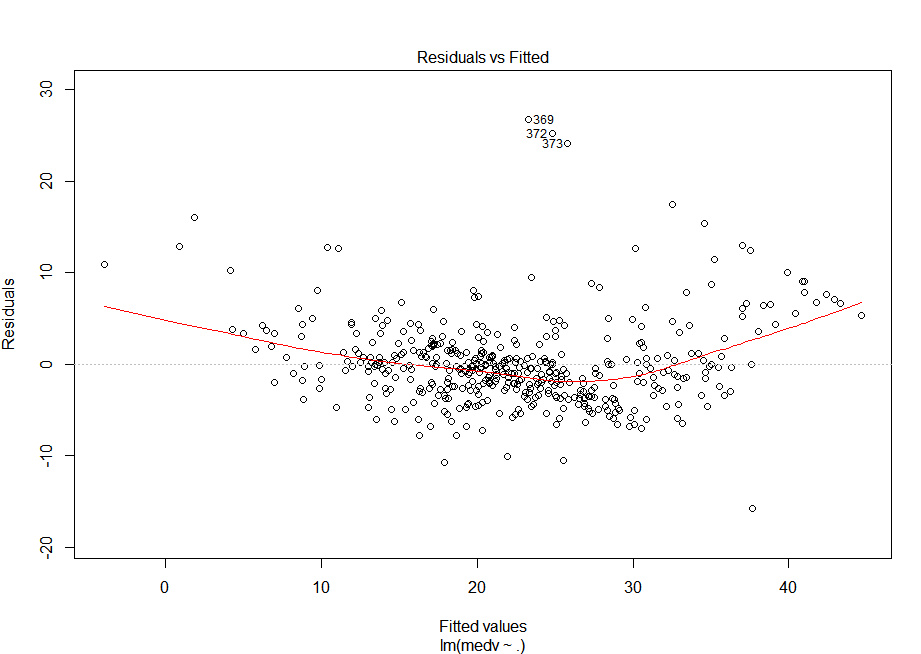 Residuals vs Fitted
30
20
10
0
-10
-20
Residuals
369
372
373
0 10 20 30 40
Fitted values
lm(medv ~ .)